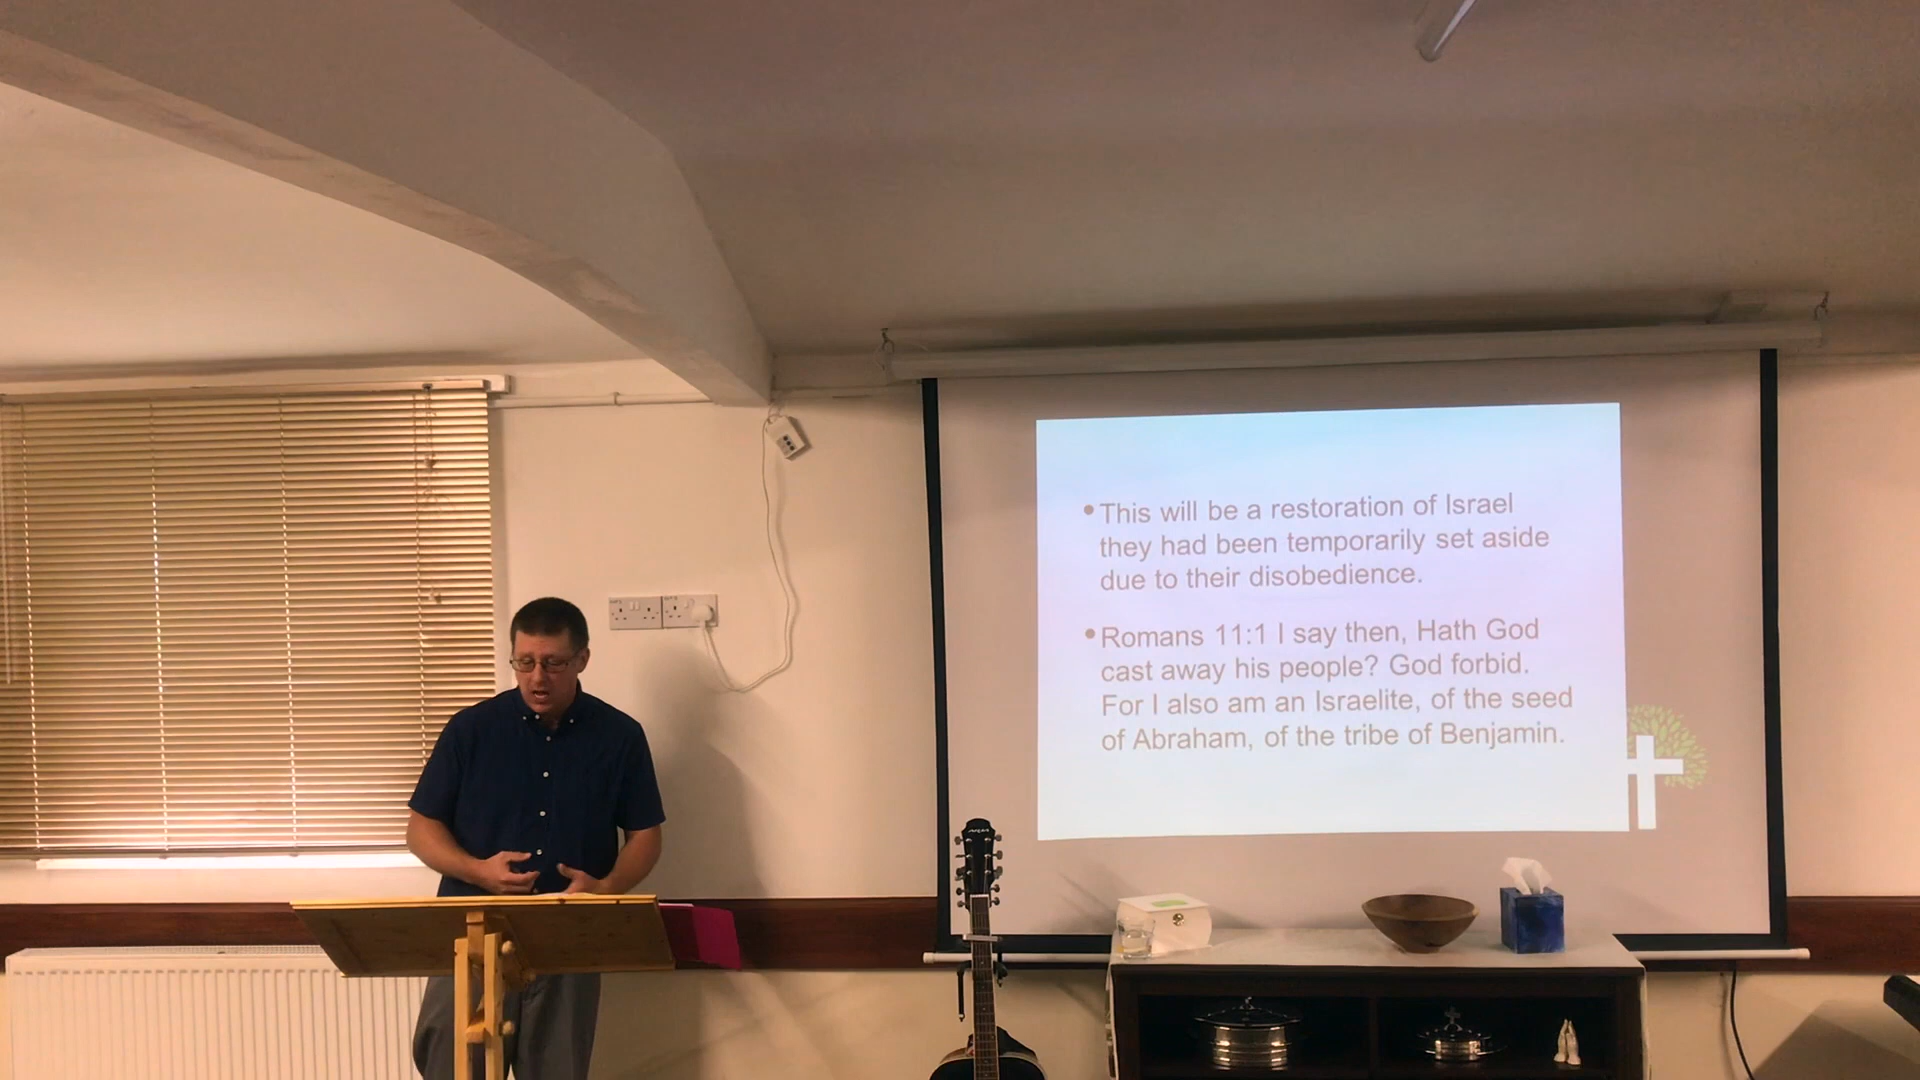 • This will be a restoration of Israel
they had been temporarily set aside
due to their disobedience.
• Romans 11:1 I say then, Hath God
cast away his people? God forbid.
For I also am an Israelite, of the seed
of Abraham, of the tribe of Benjamin.